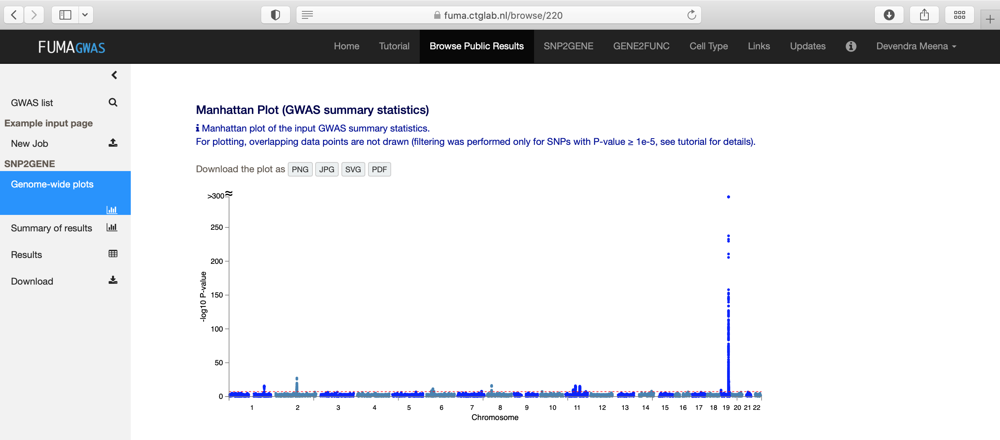 fuma.ctglab.nl/browse/220
FUMAGWAS
Home
Tutorial
Browse Public Results
SNP2GENE
GENE2FUNC
Cell Type
Links
Updates
Devendra Meena
GWAS list
Example input page
New Job
SNP2GENE
Genome-wide plots
Summary of results
Results
Download
Manhattan Plot (GWAS summary statistics)
i Manhattan plot of the input GWAS summary statistics.
For plotting, overlapping data points are not drawn (filtering was performed only for SNPs with P-value ≥ 1e-5, see tutorial for details).
Download the plot as PNG JPG SVG PDF
>300
250
200
150
100
50
0
-log10 P-value
1 2 3 4 5 6 7 8 9 10 11 12 13 14 15 16 17 18 19 20 21 22
Chromosome